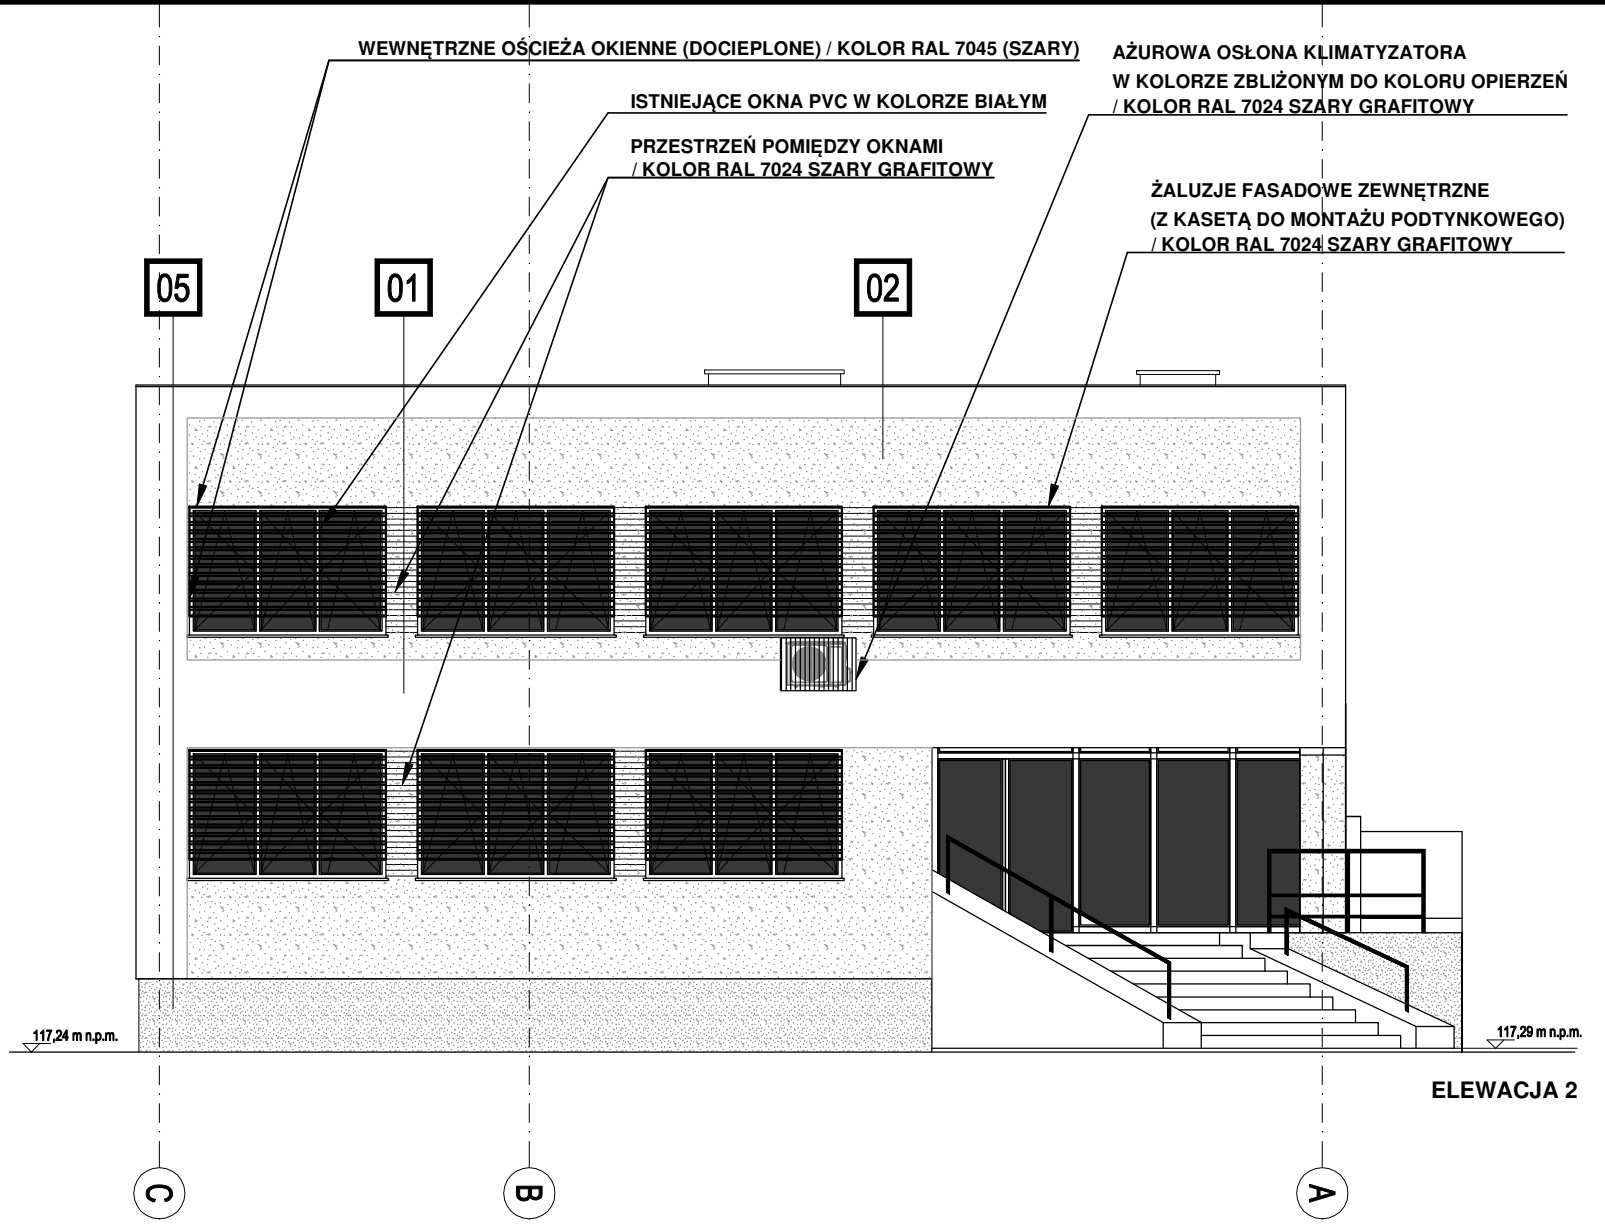 WEWNĘTRZNE OŚCIEŻA OKIENNE (DOCIEPLONE) / KOLOR RAL 7045 (SZARY)
ISTNIEJĄCE OKNA PVC W KOLORZE BIAŁYM
PRZESTRZEŃ POMIĘDZY OKNAMI
/ KOLOR RAL 7024 SZARY GRAFITOWY
AŻUROWA OSŁONA KLIMATYZATORA
W KOLORZE ZBLIŻONYM DO KOLORU OPIERZEŃ
/ KOLOR RAL 7024 SZARY GRAFITOWY
ŻALUZJE FASADOWE ZEWNĘTRZNE
(Z KASETĄ DO MONTAŻU PODTYNKOWEGO)
/ KOLOR RAL 7024 SZARY GRAFITOWY
05
01
02
117,24 m n.p.m.
117,29 m n.p.m.
ELEWACJA 2
C
B
A